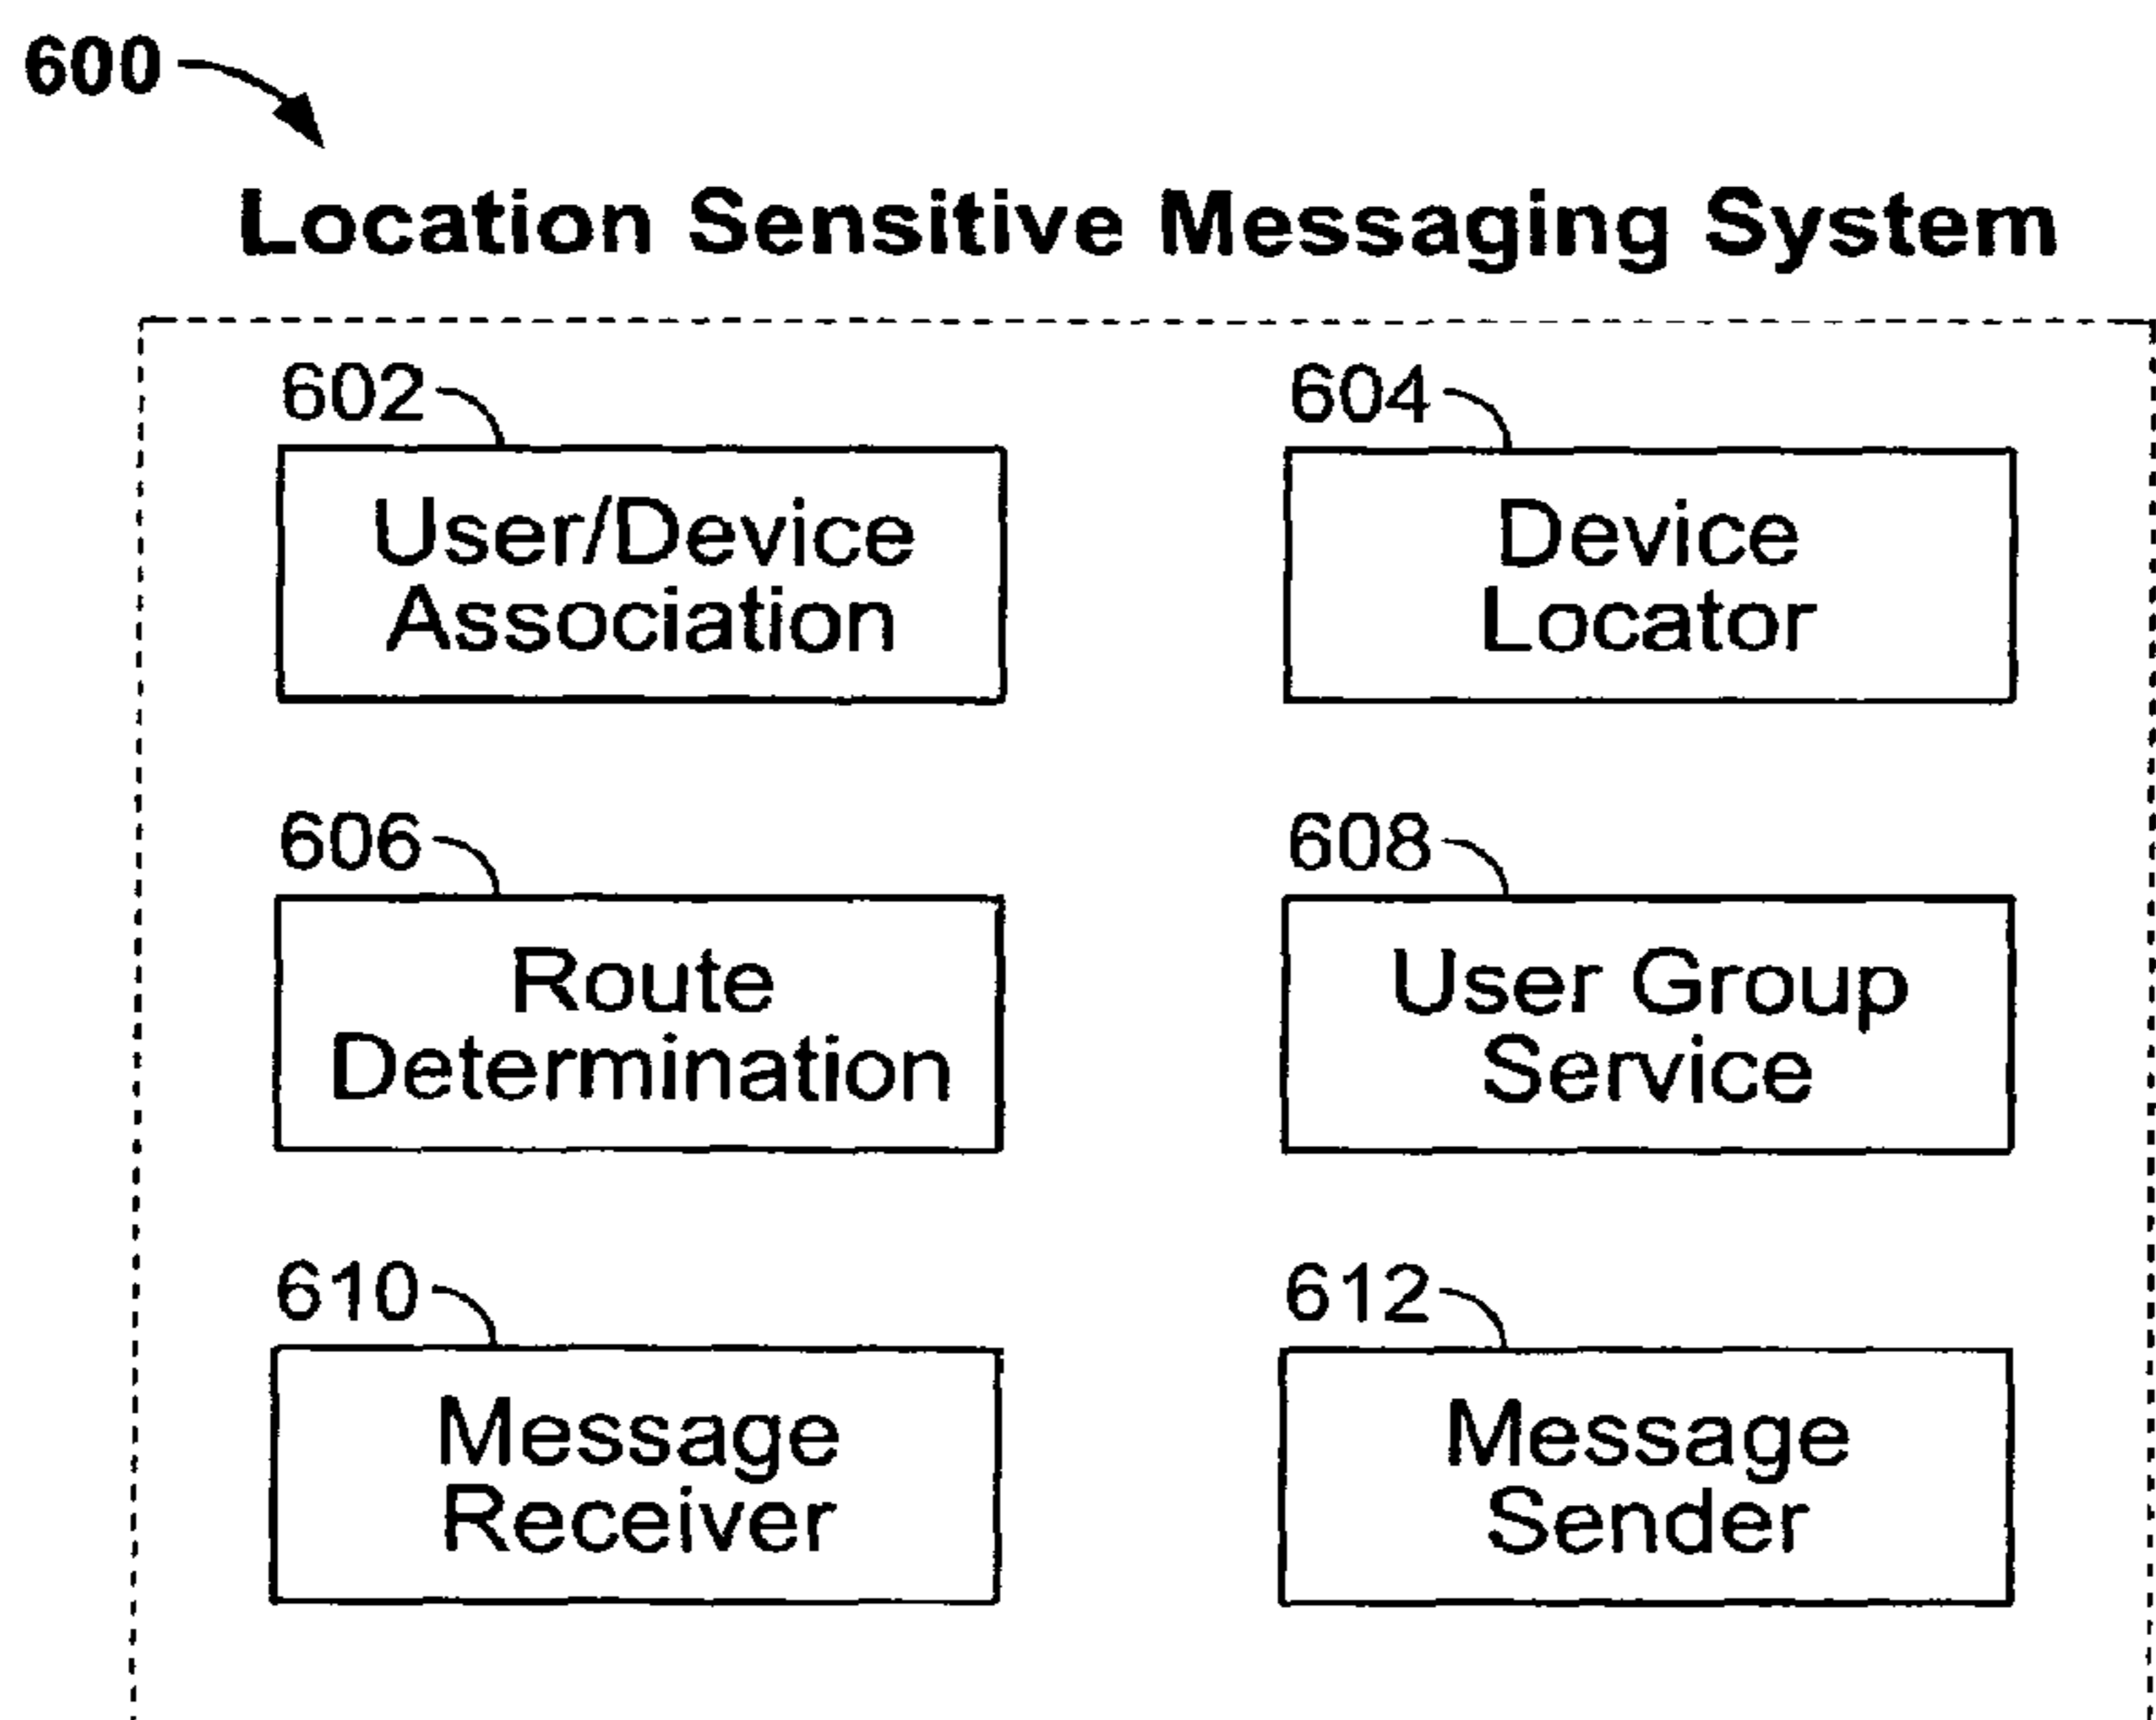 600
Location Sensitive Messaging System
602
User/Device
Association
604
Device
Locator
606
Route
Determination
608
User Group
Service
610
Message
Receiver
612
Message
Sender